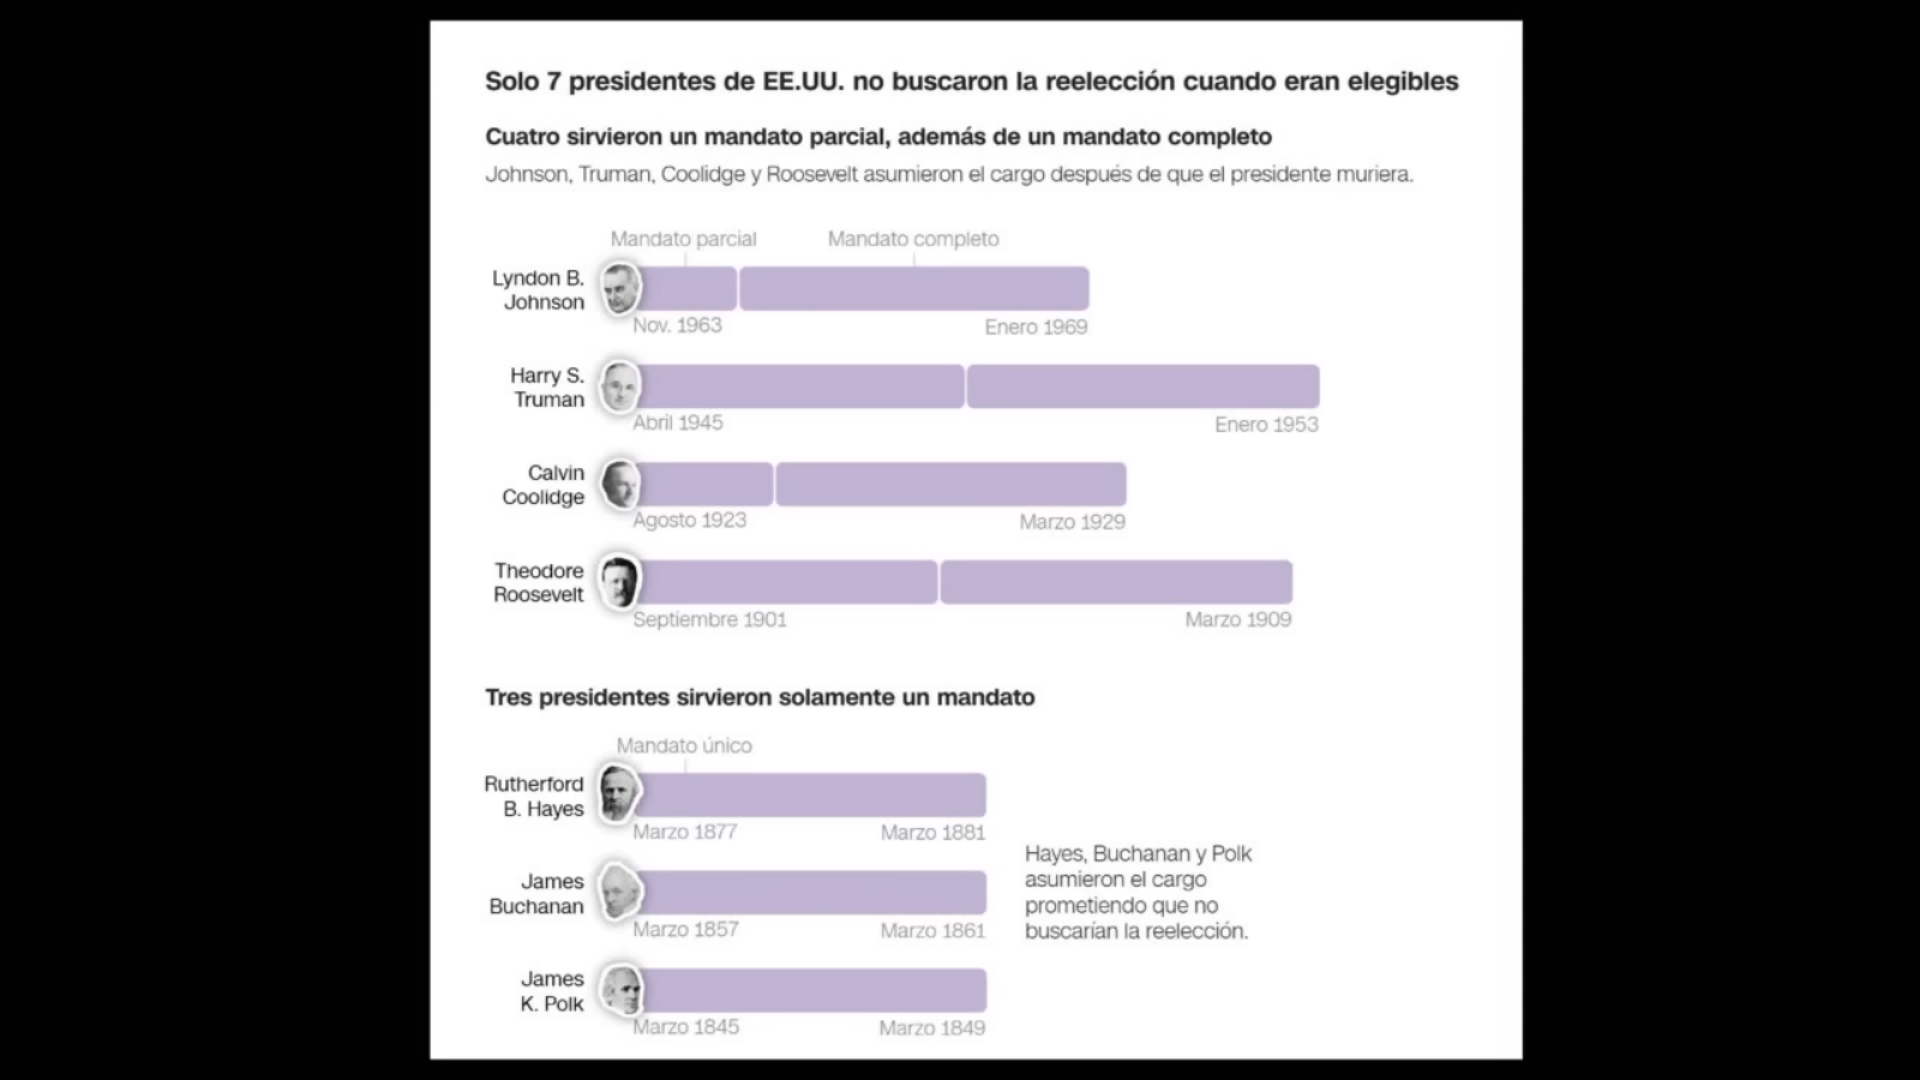 Solo 7 presidentes de EE.UU. no buscaron la reelección cuando eran elegibles
Cuatro sirvieron un mandato parcial, además de un mandato completo
Johnson, Truman, Coolidge y Roosevelt asumieron el cargo después de que el presidente muriera.
Mandato parcial
Mandato completo
Lyndon B.
Johnson
Nov. 1963
Enero 1969
Harry S.
Truman
Abril 1945
Enero 1953
Calvin
Coolidge
Agosto 1923
Marzo 1929
Theodore
Roosevelt
Septiembre 1901
Marzo 1909
Tres presidentes sirvieron solamente un mandato
Mandato único
Rutherford
B. Hayes
Marzo 1877
Marzo 1881
James
Buchanan
Marzo 1857
Marzo 1861
James
K. Polk
Marzo 1845
Marzo 1849
Hayes, Buchanan y Polk
asumieron el cargo
prometiendo que no
buscarían la reelección.